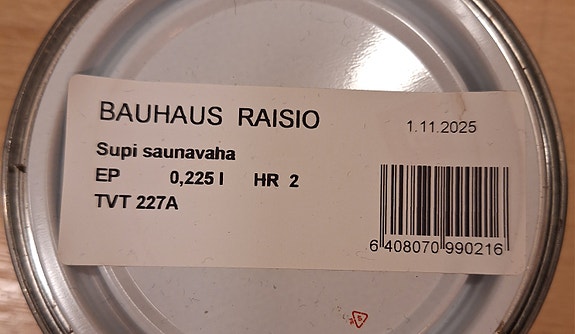 BAUHAUS RAISIO
1.11.2025
Supi saunavaha
EP 0,225 l HR 2
TVT 227A
6 408070 990216